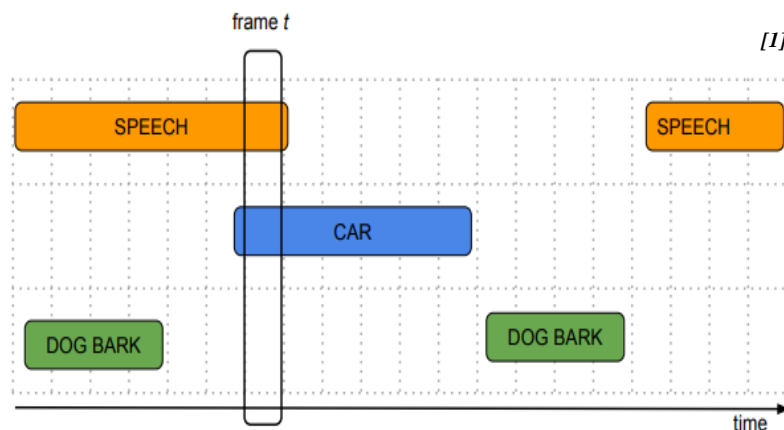 frame t
[1]
SPEECH
SPEECH
CAR
DOG BARK
DOG BARK
time